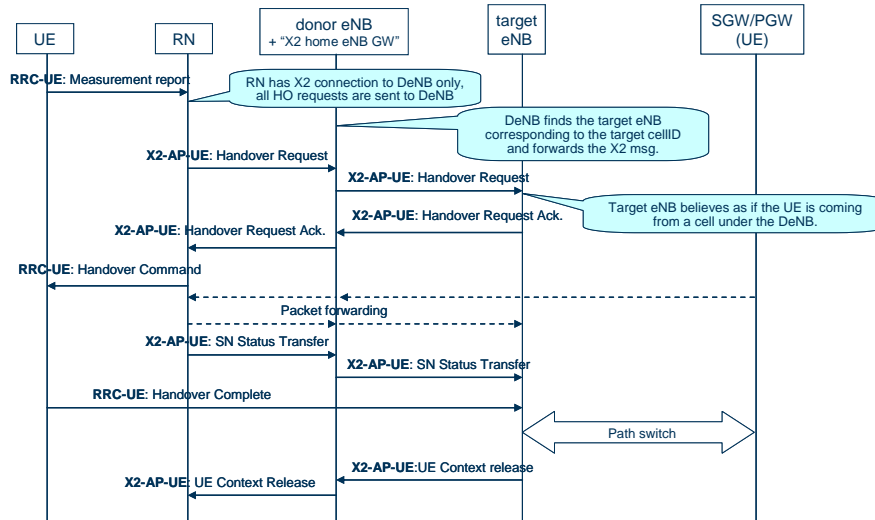 UE
RN
donor eNB
+ “X2 home eNB GW”
target
eNB
SGW/PGW
(UE)
RRC-UE: Measurement report
RN has X2 connection to DeNB only,
all HO requests are sent to DeNB
DeNB finds the target eNB
corresponding to the target cellID
and forwards the X2 msg.
X2-AP-UE: Handover Request
X2-AP-UE: Handover Request
Target eNB believes as if the UE is coming
from a cell under the DeNB.
X2-AP-UE: Handover Request Ack.
X2-AP-UE: Handover Request Ack.
RRC-UE: Handover Command
Packet forwarding
X2-AP-UE: SN Status Transfer
X2-AP-UE: SN Status Transfer
RRC-UE: Handover Complete
Path switch
X2-AP-UE:UE Context release
X2-AP-UE: UE Context Release